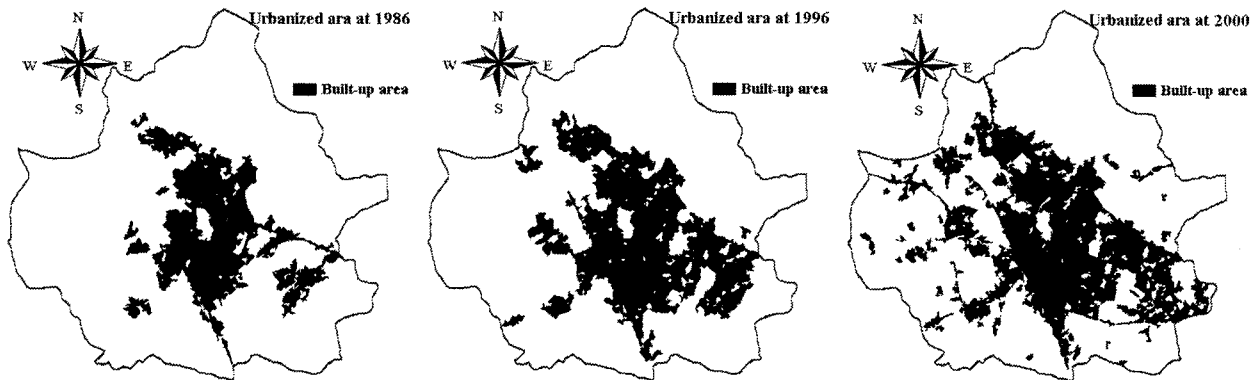 Urbanized ara at 1986
N
W E
S
Built-up area
Urbanized ara at 1996
N
W E
S
Built-up area
Urbanized ara at 2000
N
W E
S
Built-up area